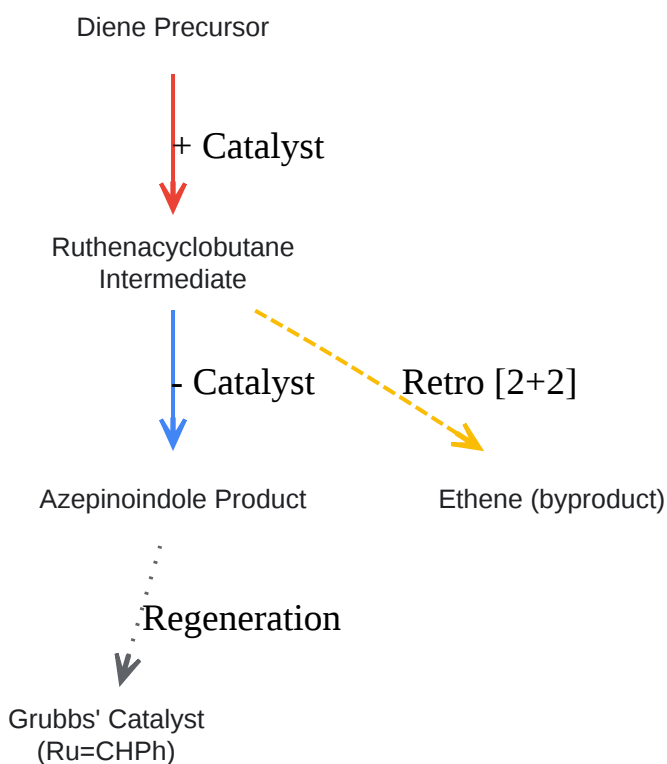 Diene Precursor
+ Catalyst
Ruthenacyclobutane
Intermediate
- Catalyst
Retro [2+2]
Azepinoindole Product
Ethene (byproduct)
Regeneration
Grubbs' Catalyst
(Ru=CHPh)